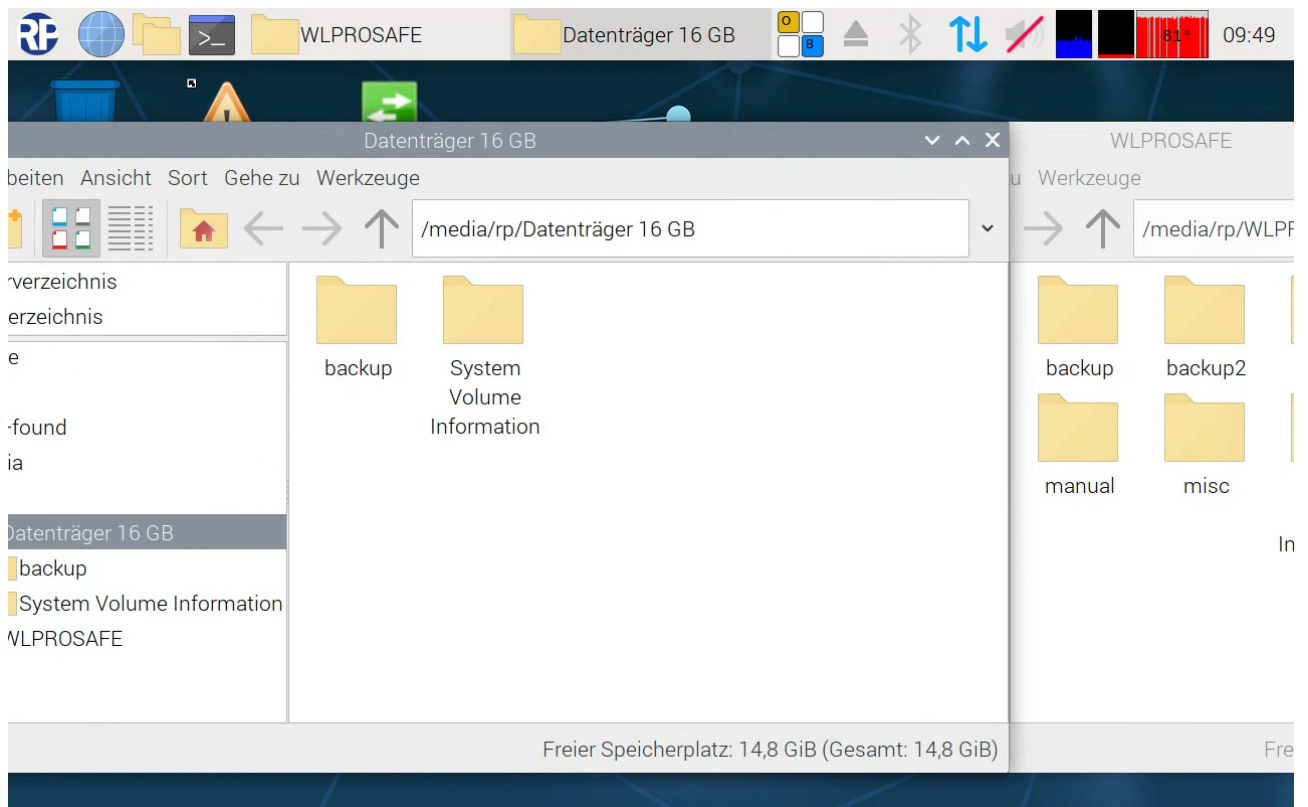 WLPROSAFE
Datenträger 16 GB
O
B
81°
09:49
Datenträger 16 GB
WLPROSAFE
beiten Ansicht Sort Gehe zu Werkzeuge
u Werkzeuge
/media/rp/Datenträger 16 GB
/media/rp/WLPR
rverzeichnis
erzeichnis
e
-found
ia
Datenträger 16 GB
backup
System Volume Information
WLPROSAFE
backup
System
Volume
Information
backup
backup2
manual
misc
In
Freier Speicherplatz: 14,8 GiB (Gesamt: 14,8 GiB)
Fre